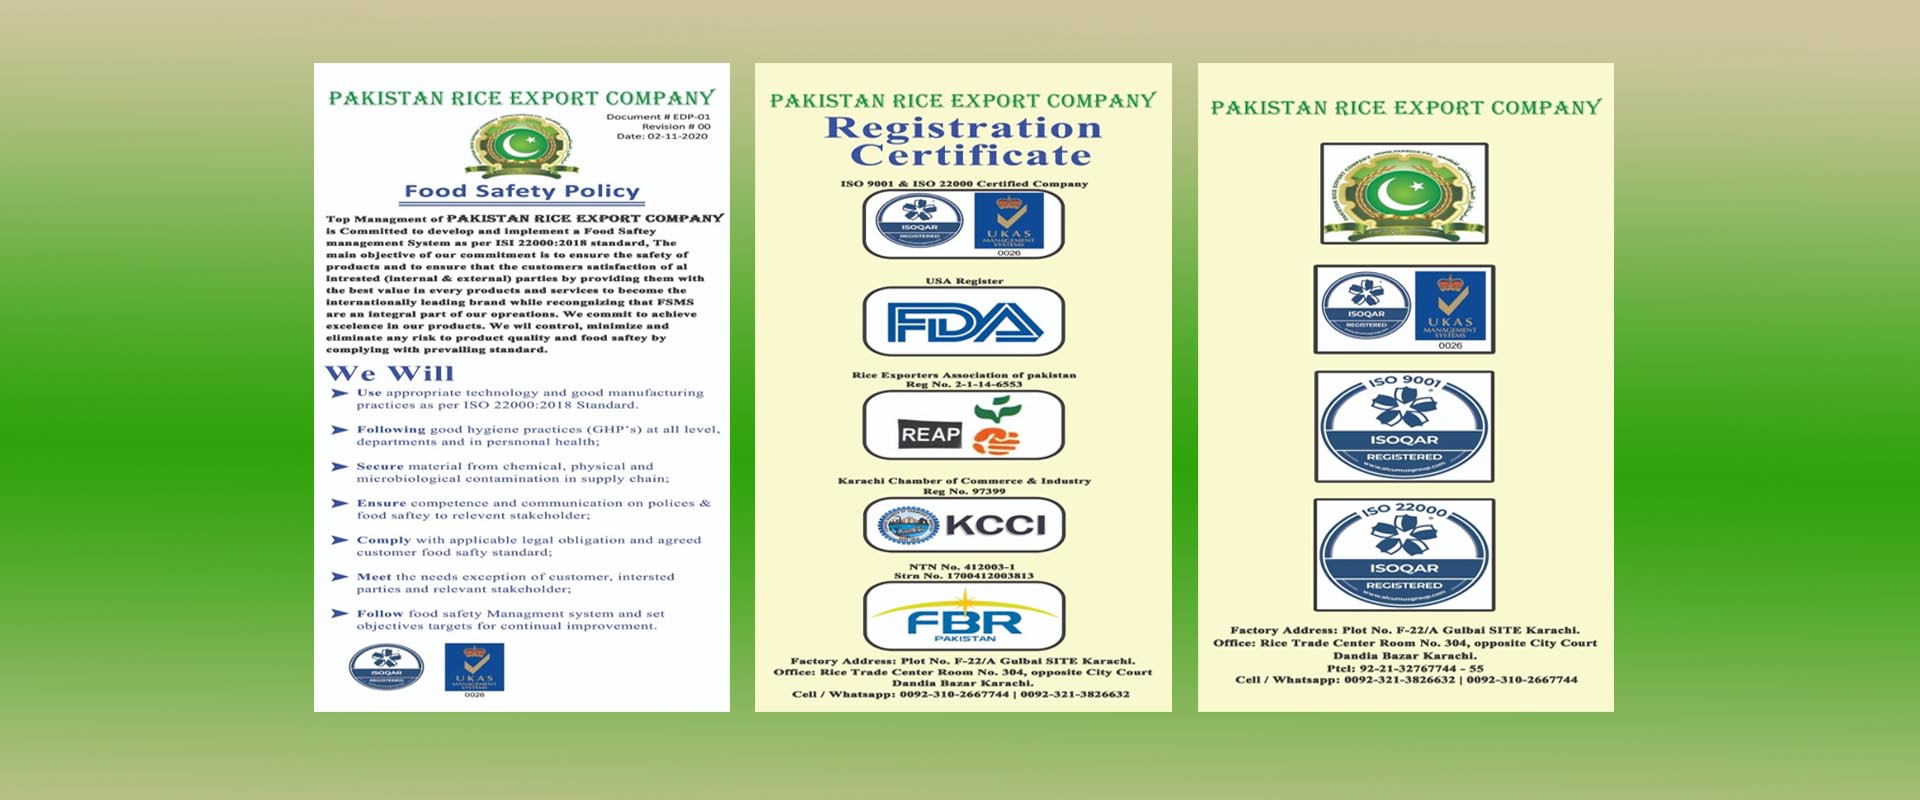 PAKISTAN RICE EXPORT COMPANY
Document # EDP-01
Revision # 00
Date: 02-11-2020
Food Safety Policy
Top Managment of PAKISTAN RICE EXPORT COMPANY
is Committed to develop and implement a Food Saftey
management System as per ISI 22000:2018 standard, The
main objective of our commitment is to ensure the safety of
products and to ensure that the customers satisfaction of al
intrested (internal & external) parties by providing them with
the best value in every products and services to become the
internationally leading brand while recongnizing that FSMS
are an integral part of our opreations. We commit to achieve
excelence in our products. We wil control, minimize and
eliminate any risk to product quality and food saftey by
complying with prevailing standard.
We Will
Use appropriate technology and good manufacturing
practices as per ISO 22000:2018 Standard.
Following good hygiene practices (GHP's) at all level,
departments and in persnonal health;
Secure material from chemical, physical and
microbiological contamination in supply chain;
Ensure competence and communication on polices &
food saftey to relevent stakeholder;
Comply with applicable legal obligation and agreed
customer food safty standard;
Meet the needs exception of customer, intersted
parties and relevant stakeholder;
Follow food safety Managment system and set
objectives targets for continual improvement.
ISOQAR
REGISTERED
UKAS
MANAGEMENT
SYSTEMS
0026
PAKISTAN RICE EXPORT COMPANY
Registration
Certificate
ISO 9001 & ISO 22000 Certified Company
ISOQAR
REGISTERED
UKAS
MANAGEMENT
SYSTEMS
0026
USA Register
FDA
Rice Exporters Association of pakistan
Reg No. 2-1-14-6553
REAP
Karachi Chamber of Commerce & Industry
Reg No. 97399
KCCI
NTN No. 412003-1
Strn No. 1700412003813
FBR
PAKISTAN
Factory Address: Plot No. F-22/A Gulbai SITE Karachi.
Office: Rice Trade Center Room No. 304, opposite City Court
Dandia Bazar Karachi.
Cell / Whatsapp: 0092-310-2667744 | 0092-321-3826632
PAKISTAN RICE EXPORT COMPANY
ISOQAR
REGISTERED
UKAS
MANAGEMENT
SYSTEMS
0026
ISO 9001
ISOQAR
REGISTERED
www.alcumusgroup.com
ISO 22000
ISOQAR
REGISTERED
www.alcumusgroup.com
Factory Address: Plot No. F-22/A Gulbai SITE Karachi.
Office: Rice Trade Center Room No. 304, opposite City Court
Dandia Bazar Karachi.
Ptcl: 92-21-32767744 - 55
Cell / Whatsapp: 0092-321-3826632 | 0092-310-2667744